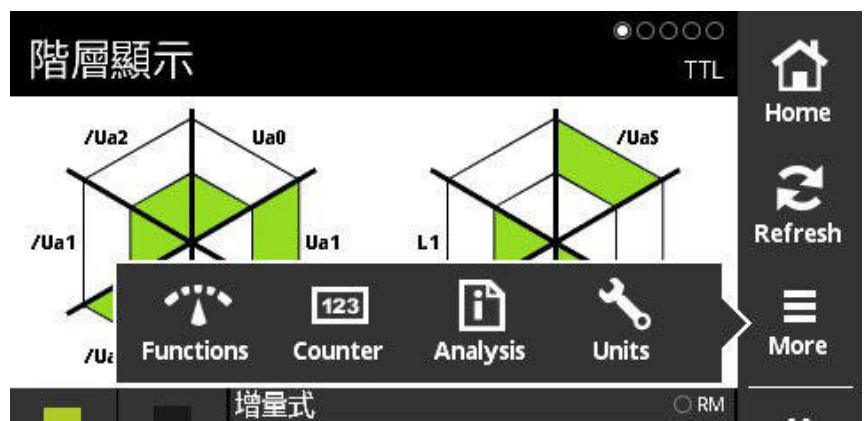 階層顯示
TTL
Home
/Ua2
Ua0
/UaS
Refresh
/Ua1
Ua1
L1
Functions
Counter
123
Analysis
Units
More
增量式
RM